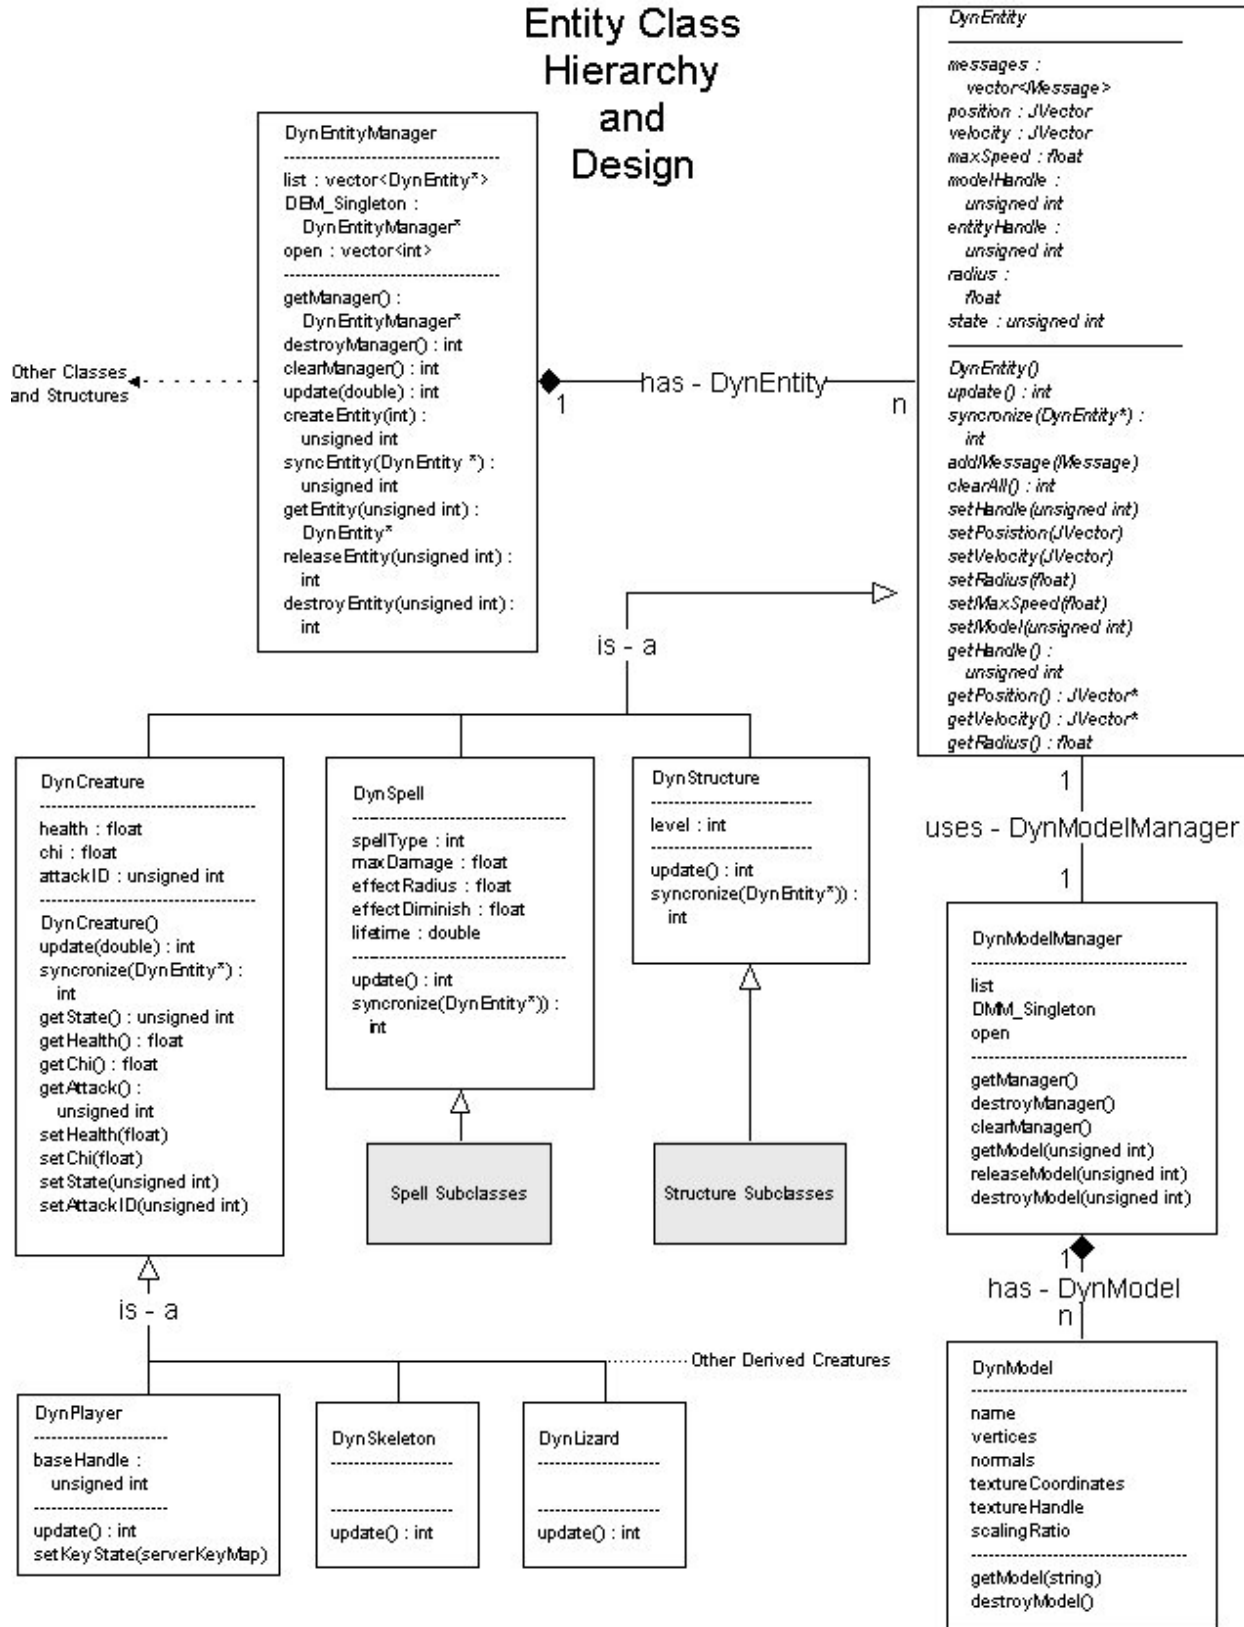 Entity Class
Hierarchy
and
Design
DynEntityManager
list : vector<DynEntity*>
DEM_Singleton :
DynEntityManager*
open : vector<int>
getManager() :
DynEntityManager*
destroyManager() : int
clearManager() : int
update(double) : int
createEntity(int) :
unsigned int
syncEntity(DynEntity *) :
unsigned int
getEntity(unsigned int) :
DynEntity*
releaseEntity(unsigned int) :
int
destroyEntity(unsigned int) :
int
Other Classes
and Structures
1
has - DynEntity
n
DynEntity
messages :
vector<IMessage>
position : JVector
velocity : JVector
maxSpeed : float
modelHandle :
unsigned int
entityHandle :
unsigned int
radius :
float
state : unsigned int
DynEntity()
update() : int
syncronize(DynEntity*) :
int
addIMessage(IMessage)
clearAll() : int
setHandle(unsigned int)
setPosistion(JVector)
setVelocity(JVector)
setRadius(float)
setMaxSpeed(float)
setModel(unsigned int)
getHandle() :
unsigned int
getPosition() : JVector*
getVelocity() : JVector*
getRadius() : float
is - a
DynCreature
health : float
chi : float
attackID : unsigned int
DynCreature()
update(double) : int
syncronize(DynEntity*) :
int
getState() : unsigned int
getHealth() : float
getChi() : float
getAttack() :
unsigned int
setHealth(float)
setChi(float)
setState(unsigned int)
setAttackID(unsigned int)
DynSpell
spellType : int
maxDamage : float
effectRadius : float
effectDiminish : float
lifetime : double
update() : int
syncronize(DynEntity*)) :
int
Spell Subclasses
DynStructure
level : int
update() : int
syncronize(DynEntity*)) :
int
Structure Subclasses
1
uses - DynModelManager
1
DynModelManager
list
DMM_Singleton
open
getManager()
destroyManager()
clearManager()
getModel(unsigned int)
releaseModel(unsigned int)
destroyModel(unsigned int)
1
has - DynModel
n
DynModel
name
vertices
normals
textureCoordinates
textureHandle
scalingRatio
getModel(string)
destroyModel()
is - a
Other Derived Creatures
DynPlayer
baseHandle :
unsigned int
update() : int
setKeyState(serverKeyMap)
DynSkeleton
update() : int
DynLizard
update() : int